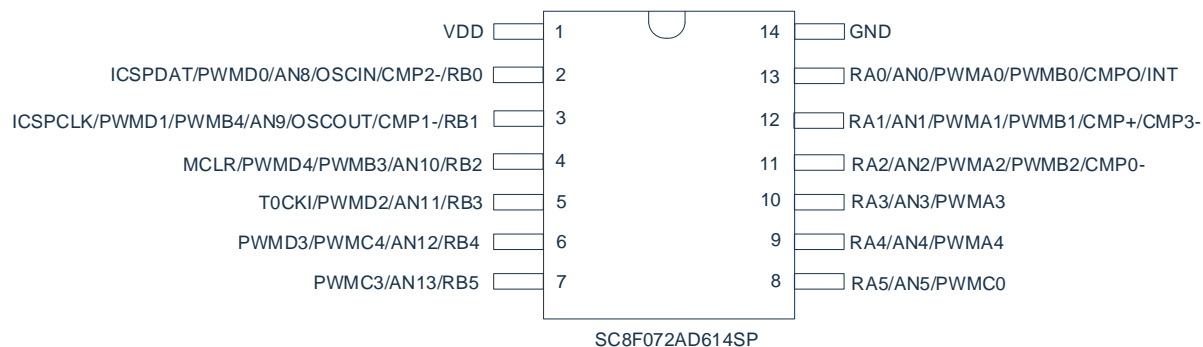 VDD 1 14 GND
ICSPDAT/PWMD0/AN8/OSCIN/CMP2-/RB0 2 13 RA0/AN0/PWMA0/PWMB0/CMPO/INT
ICSPCLK/PWMD1/PWMB4/AN9/OSCOUT/CMP1-/RB1 3 12 RA1/AN1/PWMA1/PWMB1/CMP+/CMP3-
MCLR/PWMD4/PWMB3/AN10/RB2 4 11 RA2/AN2/PWMA2/PWMB2/CMP0-
T0CKI/PWMD2/AN11/RB3 5 10 RA3/AN3/PWMA3
PWMD3/PWMC4/AN12/RB4 6 9 RA4/AN4/PWMA4
PWMC3/AN13/RB5 7 8 RA5/AN5/PWMC0
SC8F072AD614SP